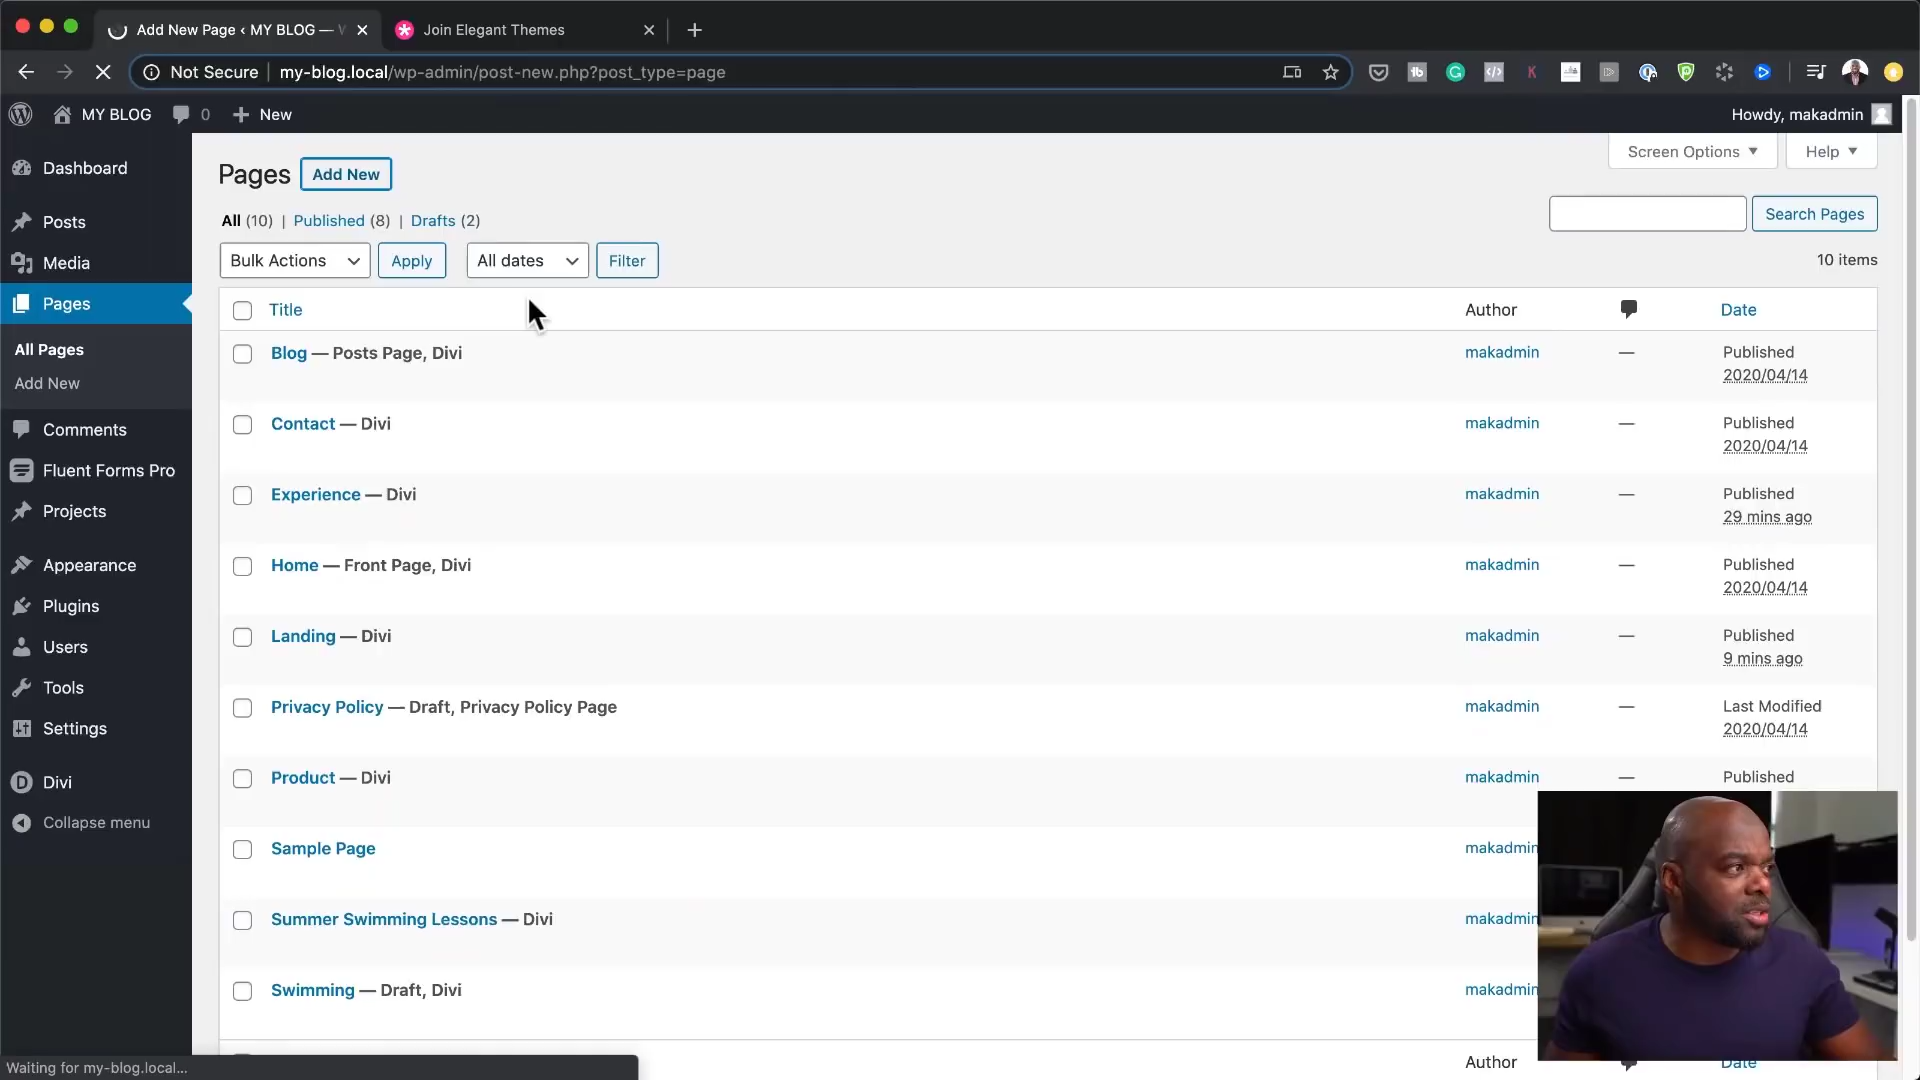 Add New Page ‹ MY BLOG — W
Join Elegant Themes
Not Secure
my-blog.local/wp-admin/post-new.php?post_type=page
MY BLOG
0
New
Howdy, makadmin
Dashboard
Posts
Media
Pages
All Pages
Add New
Comments
Fluent Forms Pro
Projects
Appearance
Plugins
Users
Tools
Settings
Divi
Collapse menu
Pages
Add New
Screen Options
Help
All (10) | Published (8) | Drafts (2)
Search Pages
Bulk Actions
Apply
All dates
Filter
10 items
Title
Author
Date
Blog — Posts Page, Divi
makadmin
—
Published
2020/04/14
Contact — Divi
makadmin
—
Published
2020/04/14
Experience — Divi
makadmin
—
Published
29 mins ago
Home — Front Page, Divi
makadmin
—
Published
2020/04/14
Landing — Divi
makadmin
—
Published
9 mins ago
Privacy Policy — Draft, Privacy Policy Page
makadmin
—
Last Modified
2020/04/14
Product — Divi
makadmin
—
Published
Sample Page
makadmin
Summer Swimming Lessons — Divi
makadmin
Swimming — Draft, Divi
makadmin
Author
Date
Waiting for my-blog.local...